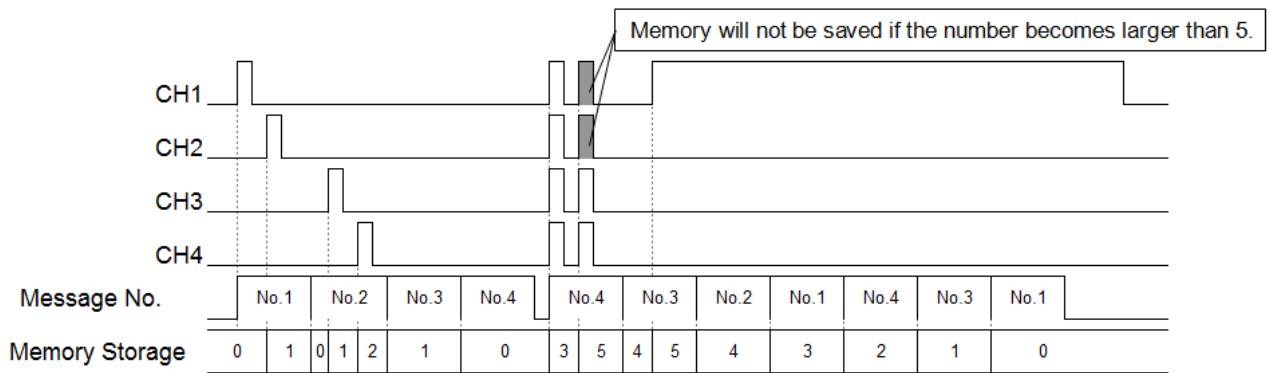 Memory will not be saved if the number becomes larger than 5.
CH1
CH2
CH3
CH4
Message No. No.1 No.2 No.3 No.4 No.4 No.3 No.2 No.1 No.4 No.3 No.1
Memory Storage 0 1 0 1 2 1 0 3 5 4 5 4 3 2 1 0